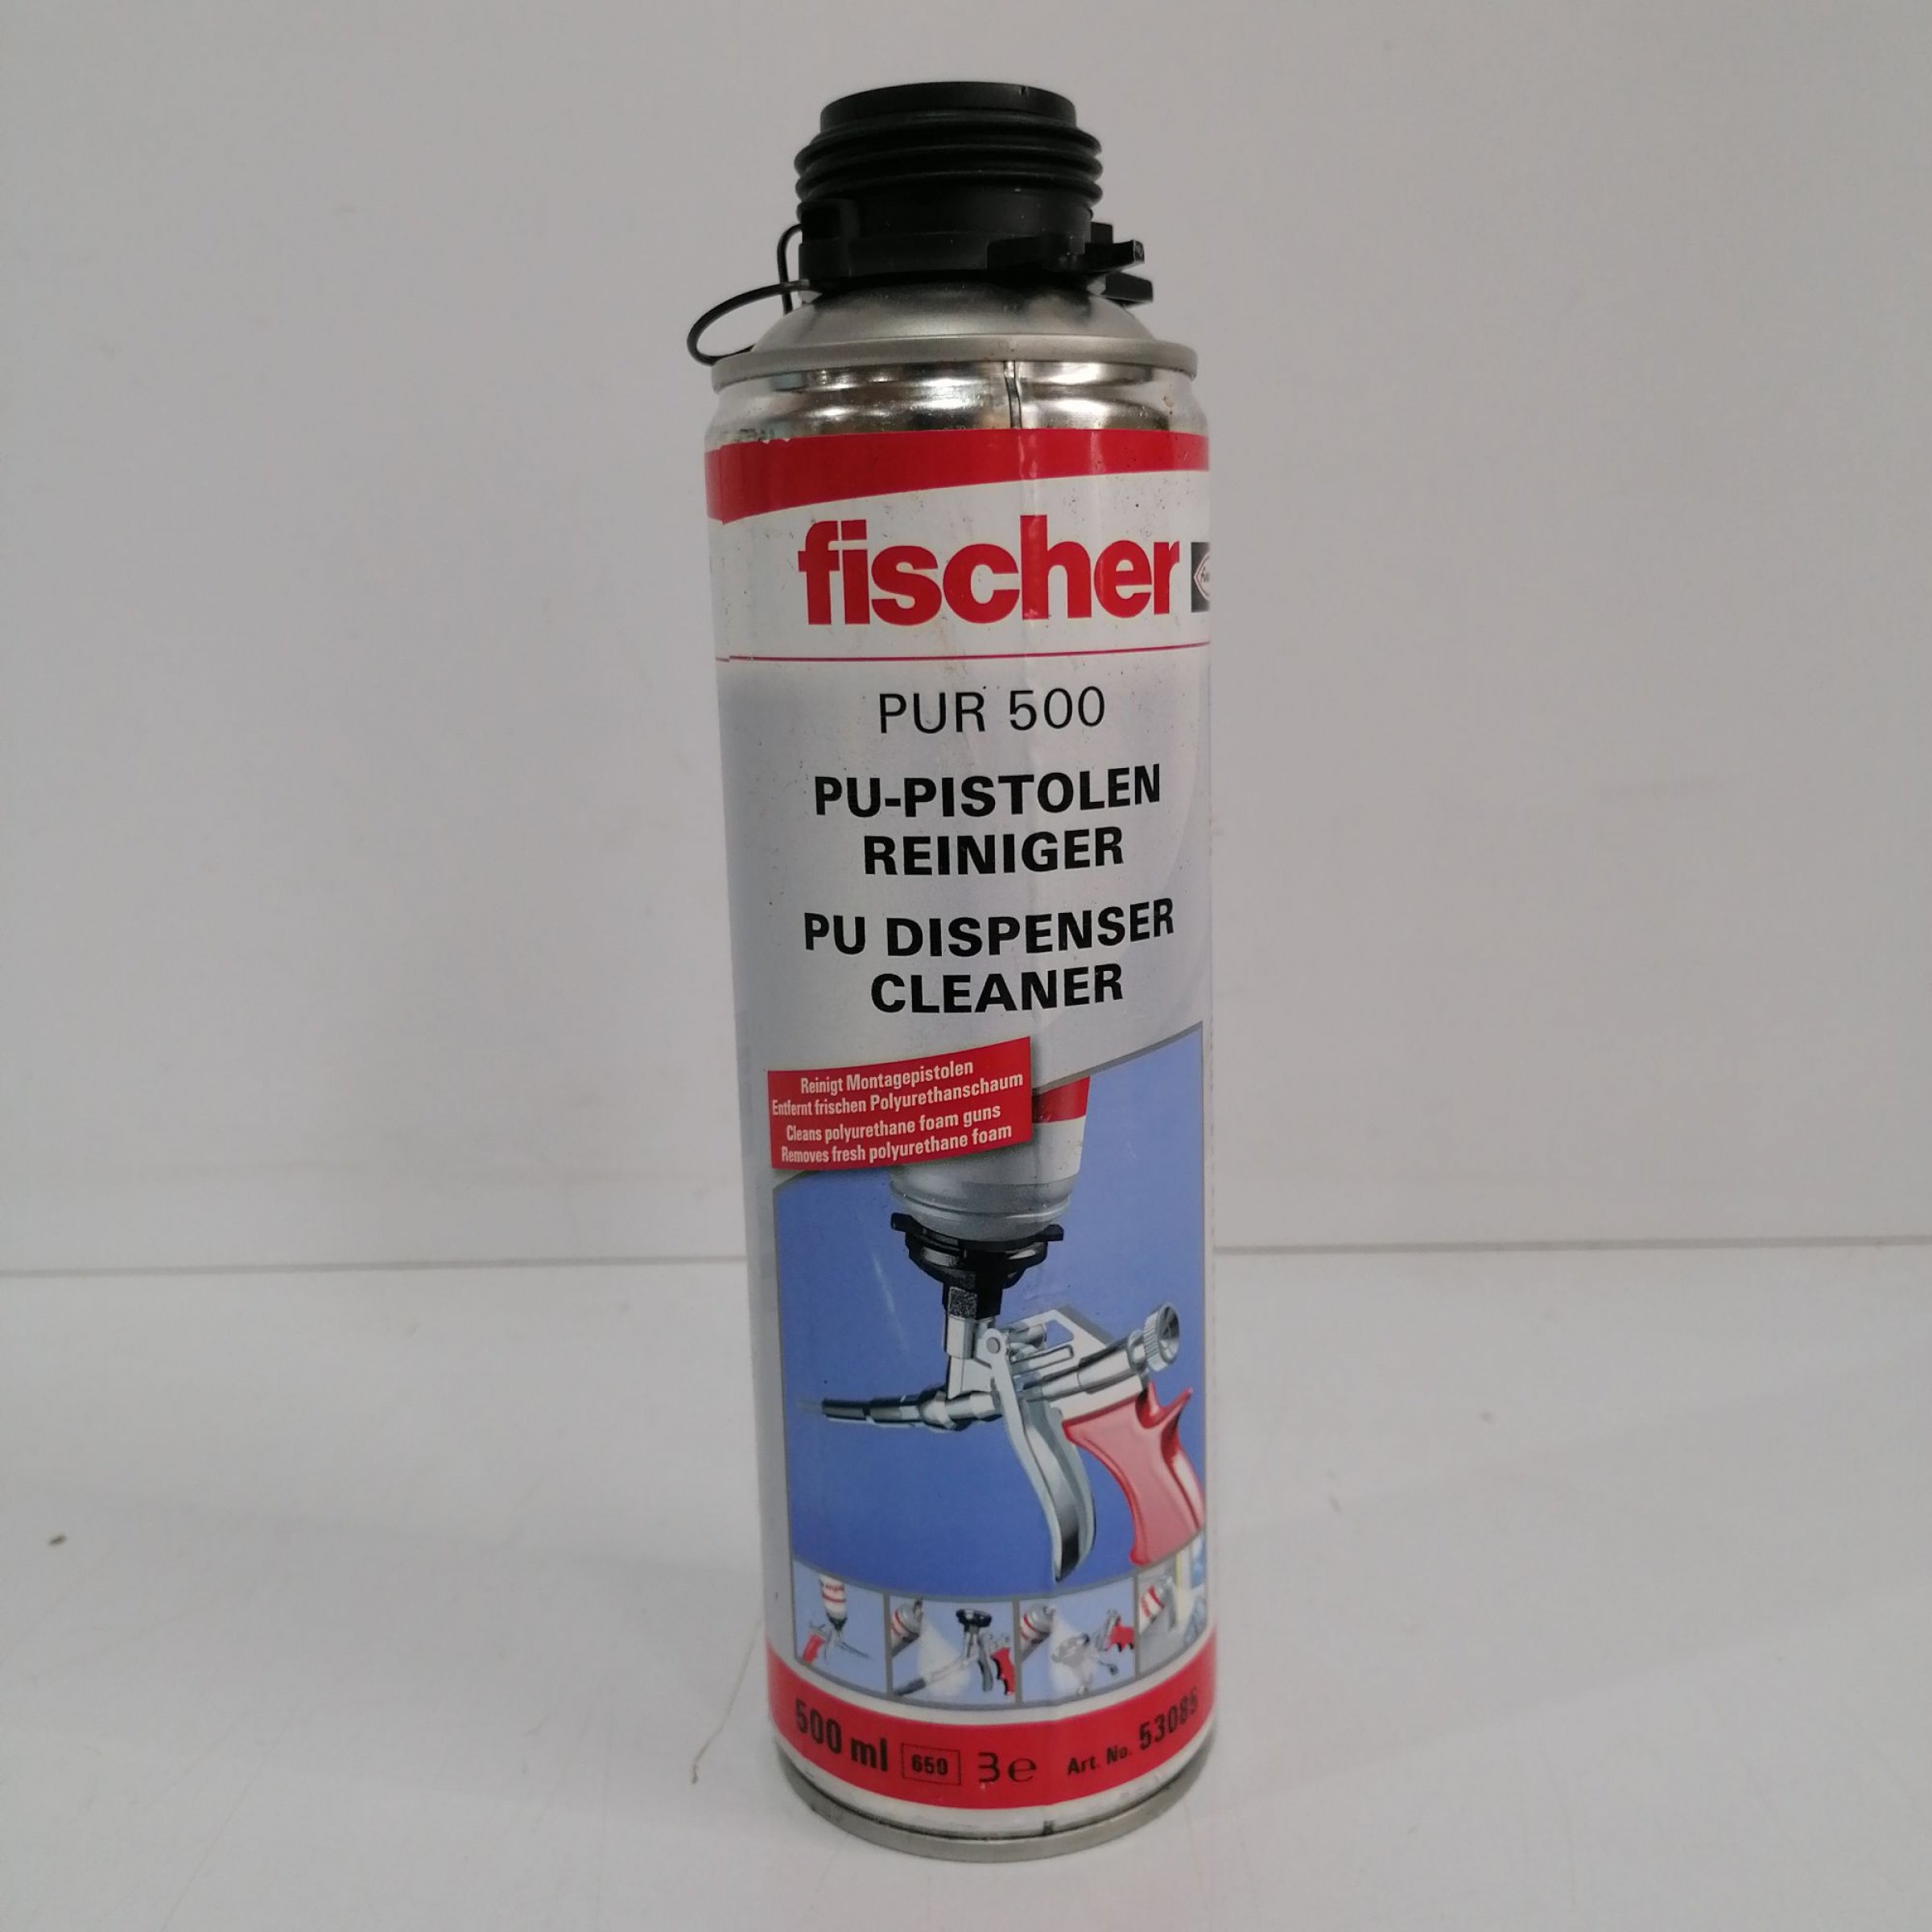 fischer
PUR 500
PU-PISTOLEN
REINIGER
PU DISPENSER
CLEANER
Reinigt Montagepistolen
Entfernt frischen Polyurethanschaum
Cleans polyurethane foam guns
Removes fresh polyurethane foam
500 ml 650 3 e Art. No. 53085